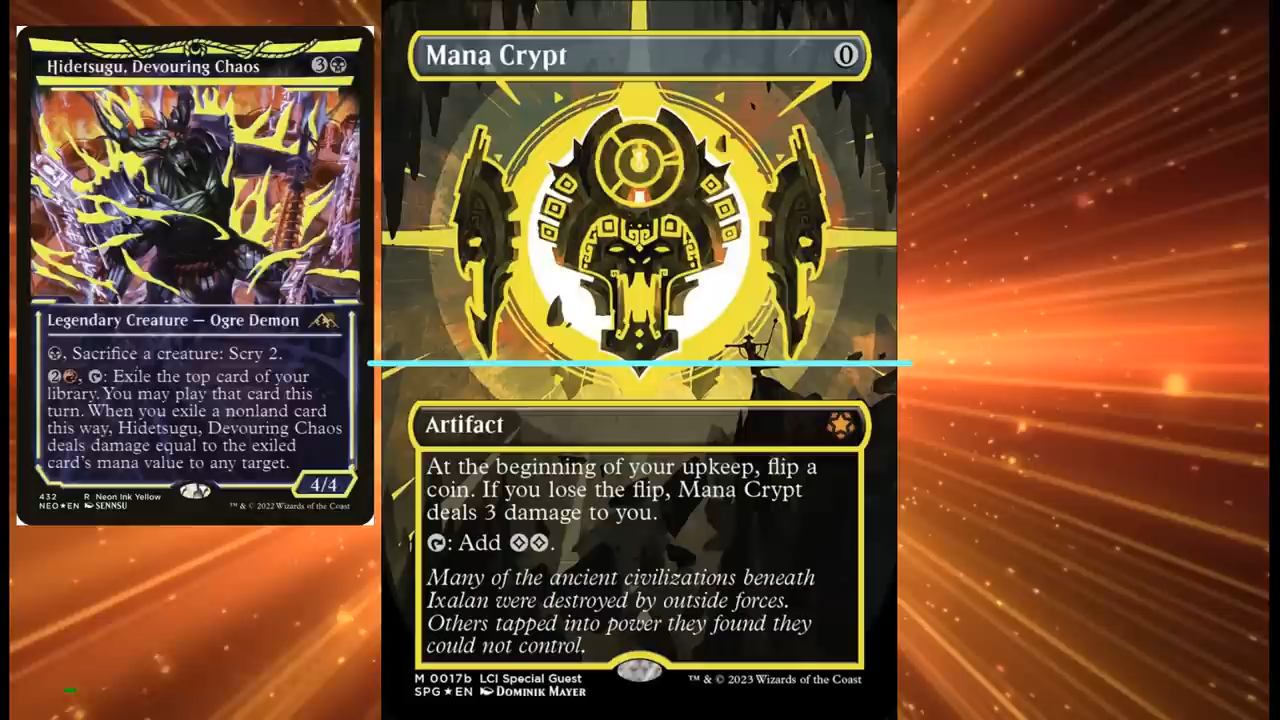 Hidetsugu, Devouring Chaos
3
Legendary Creature — Ogre Demon
, Sacrifice a creature: Scry 2.
2, : Exile the top card of your
library. You may play that card this
turn. When you exile a nonland card
this way, Hidetsugu, Devouring Chaos
deals damage equal to the exiled
card's mana value to any target.
4/4
432 R Neon Ink Yellow
NEO★EN SENNSU
™ & © 2022 Wizards of the Coast
Mana Crypt
0
Artifact
At the beginning of your upkeep, flip a
coin. If you lose the flip, Mana Crypt
deals 3 damage to you.
: Add .
Many of the ancient civilizations beneath
Ixalan were destroyed by outside forces.
Others tapped into power they found they
could not control.
M 0017b LCI Special Guest
SPG★EN DOMINIK MAYER
™ & © 2023 Wizards of the Coast